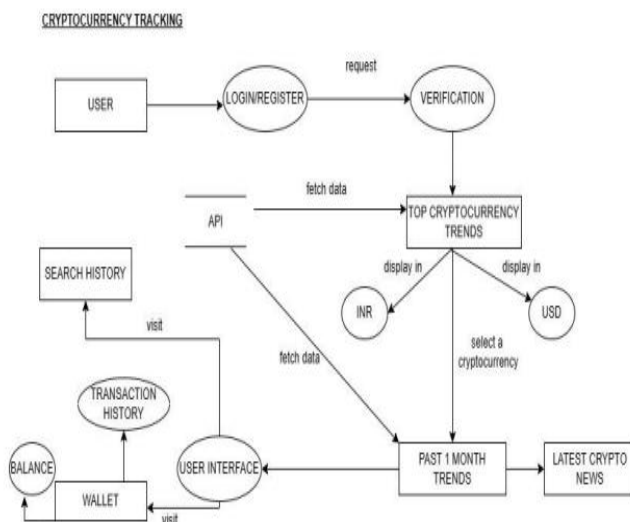 CRYPTOCURRENCY TRACKING
request
USER
LOGIN/REGISTER
VERIFICATION
fetch data
API
TOP CRYPTOCURRENCY
TRENDS
SEARCH HISTORY
display in
display in
INR
USD
visit
fetch data
select a
cryptocurrency
TRANSACTION
HISTORY
BALANCE
USER INTERFACE
PAST 1 MONTH
TRENDS
LATEST CRYPTO
NEWS
WALLET
visit